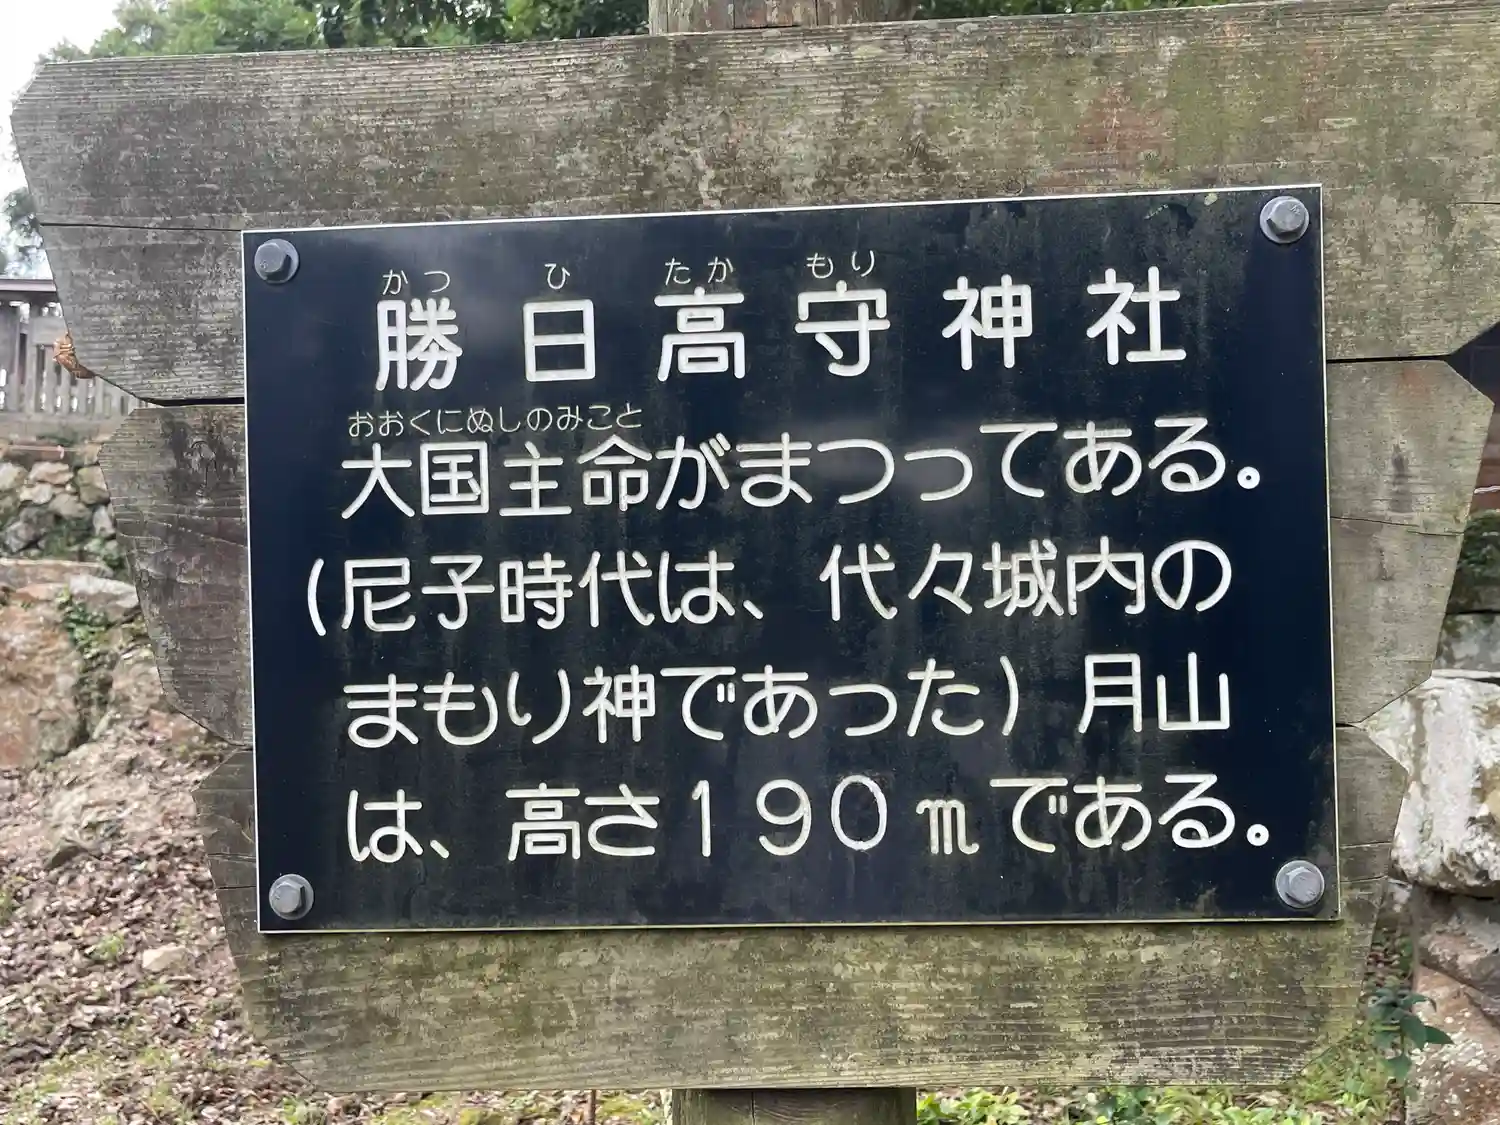 かつ ひ たか もり
勝日高守神社
おおくにぬしのみこと
大国主命がまつってある。
(尼子時代は、代々城内の
まもり神であった)月山
は、高さ190mである。